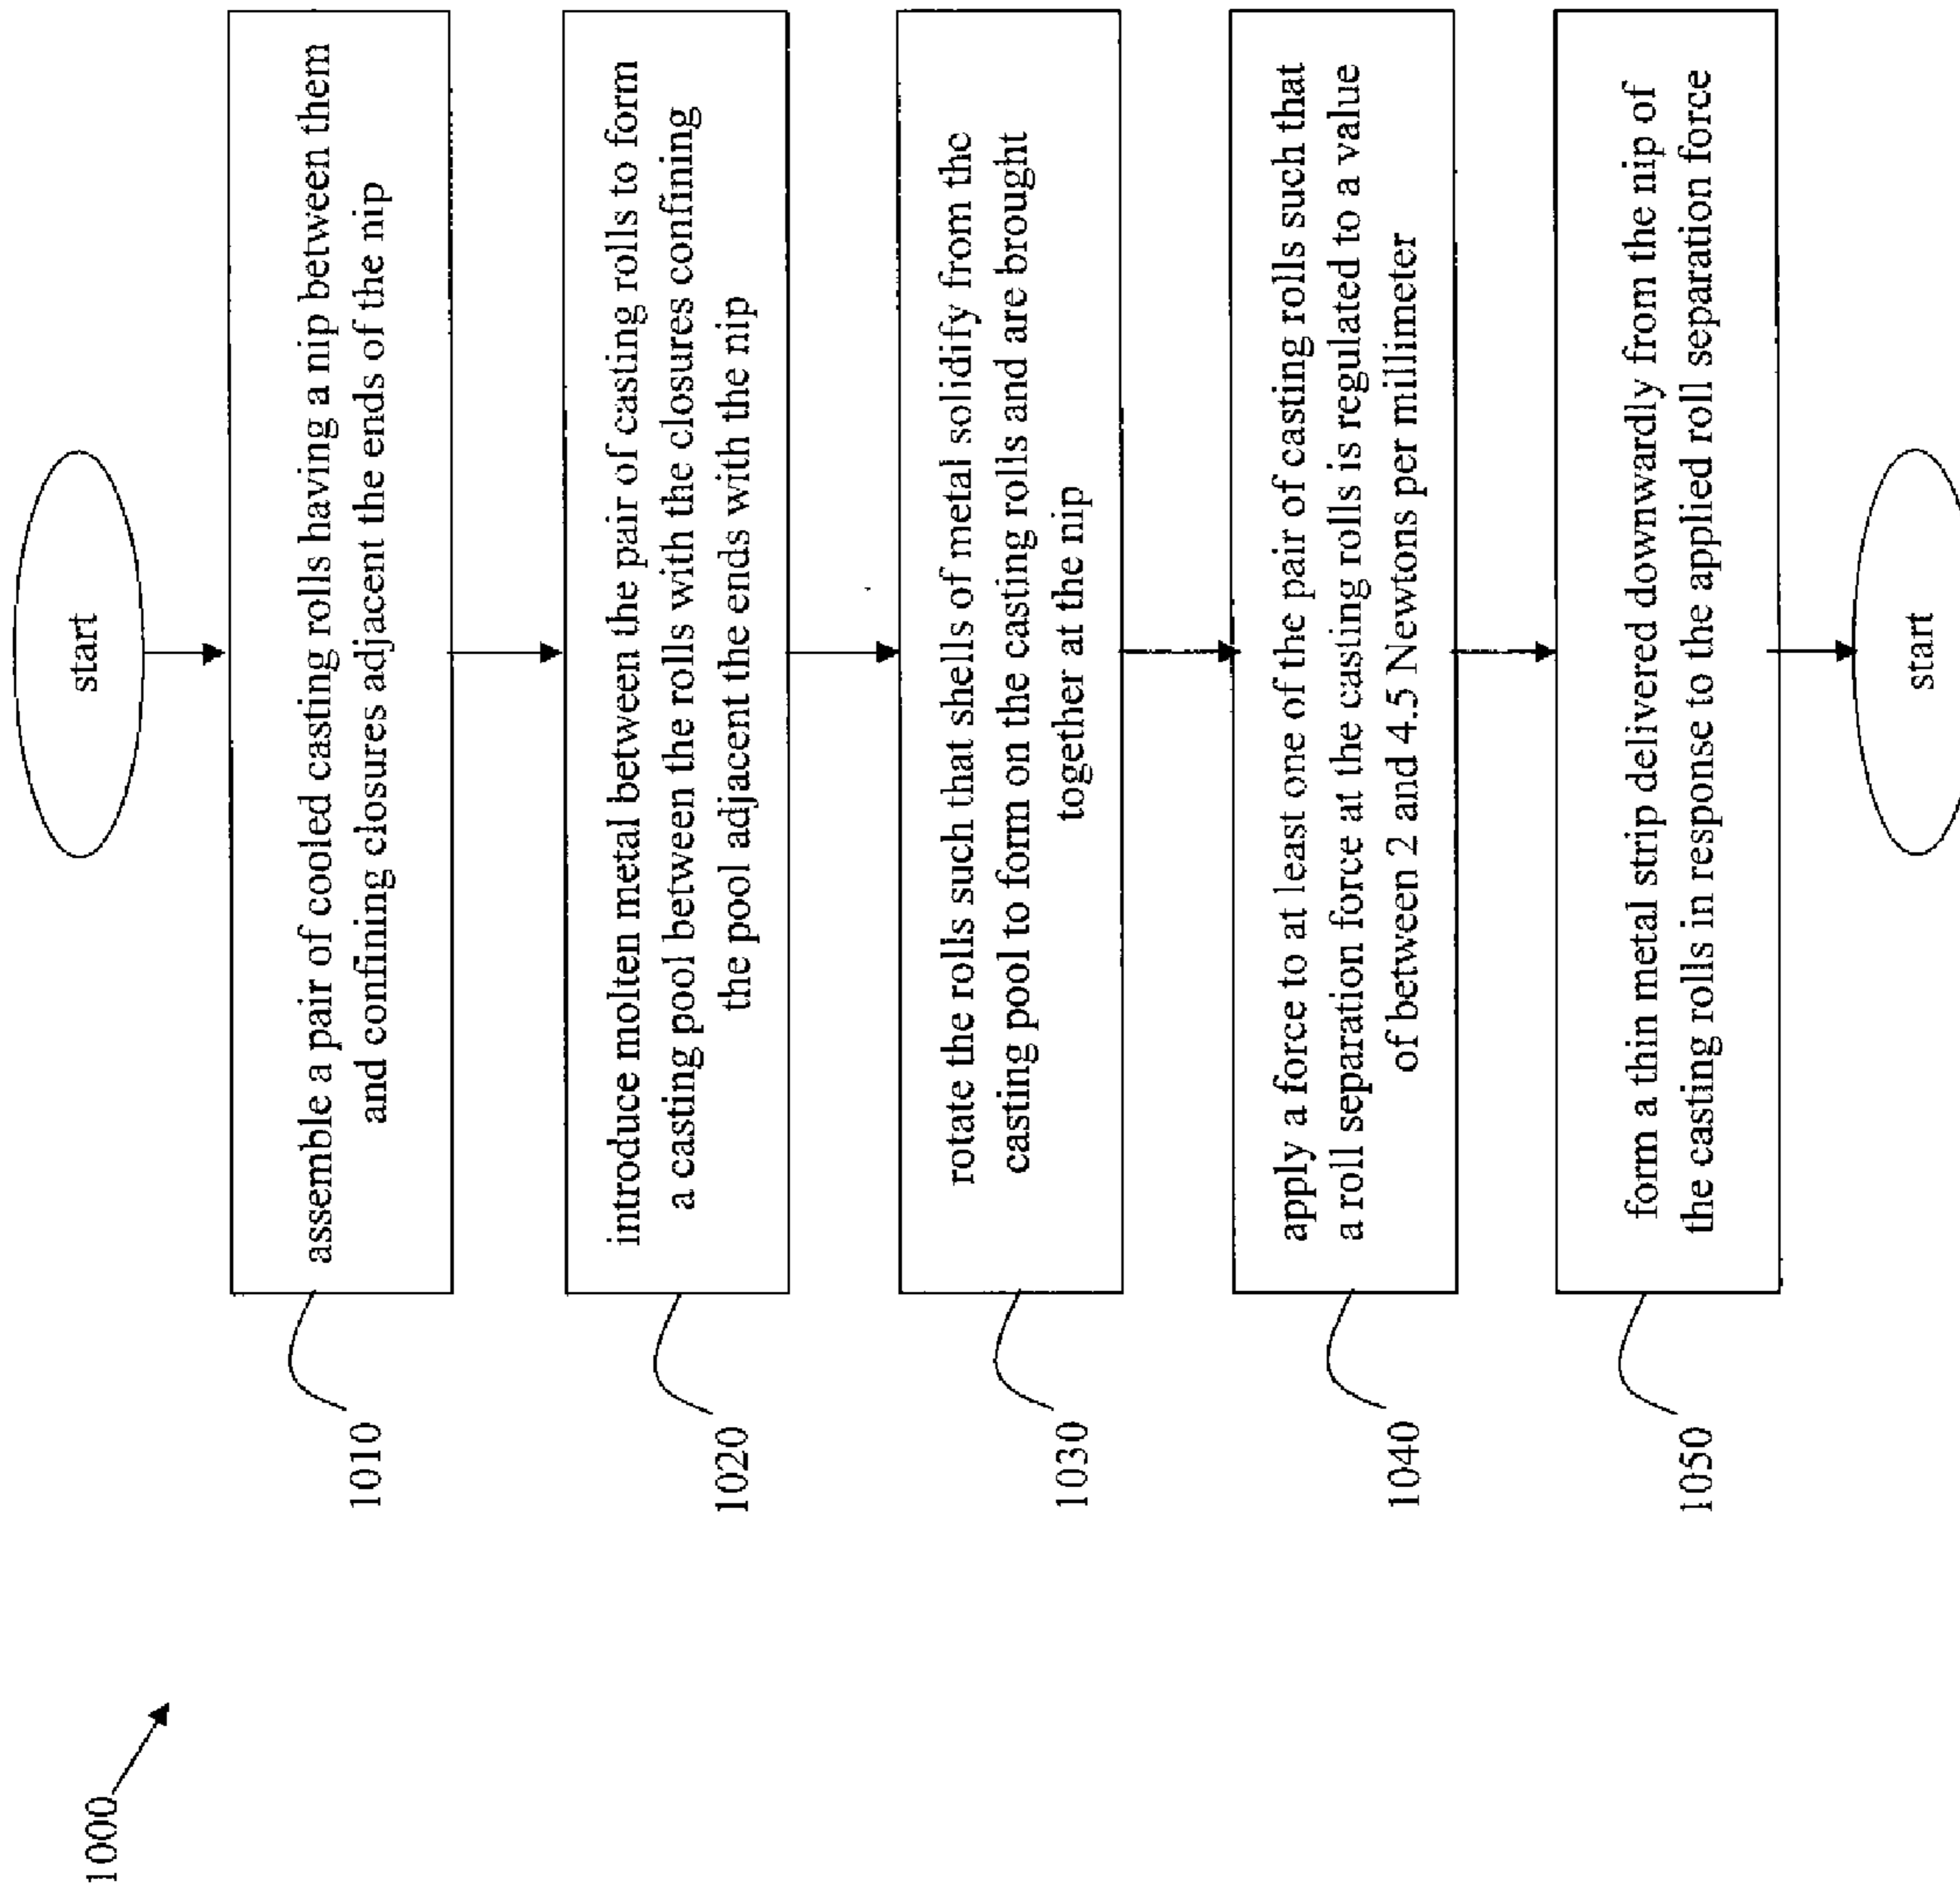 1000
start
1010
assemble a pair of cooled casting rolls having a nip between them
and confining closures adjacent the ends of the nip
1020
introduce molten metal between the pair of casting rolls to form
a casting pool between the rolls with the closures confining
the pool adjacent the ends with the nip
1030
rotate the rolls such that shells of metal solidify from the
casting pool to form on the casting rolls and are brought
together at the nip
1040
apply a force to at least one of the pair of casting rolls such that
a roll separation force at the casting rolls is regulated to a value
of between 2 and 4.5 Newtons per millimeter
1050
form a thin metal strip delivered downwardly from the nip of
the casting rolls in response to the applied roll separation force
start